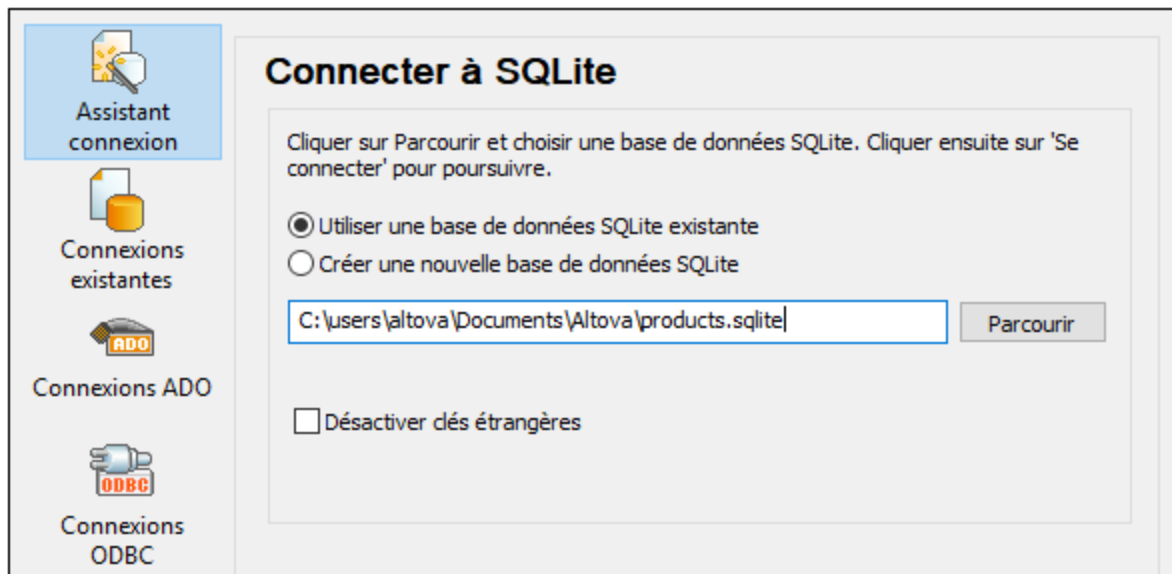 Assistant
connexion
Connexions
existantes
ADO
Connexions ADO
ODBC
Connexions
ODBC
Connecter à SQLite
Cliquer sur Parcourir et choisir une base de données SQLite. Cliquer ensuite sur 'Se
connecter' pour poursuivre.
Utiliser une base de données SQLite existante
Créer une nouvelle base de données SQLite
C:\users\altova\Documents\Altova\products.sqlite
Parcourir
Désactiver clés étrangères